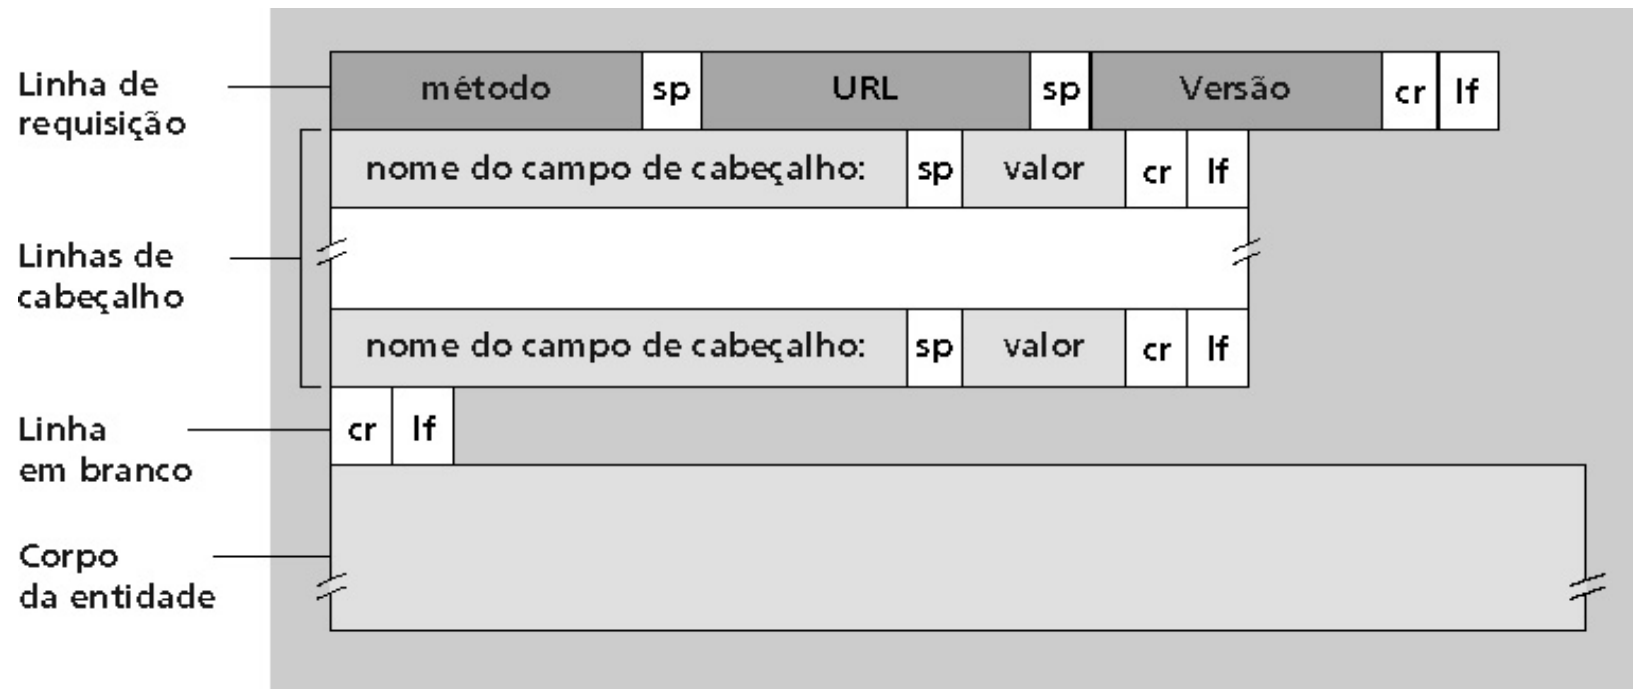 Linha de
requisição
método sp URL sp Versão cr lf
nome do campo de cabeçalho: sp valor cr lf
Linhas de
cabeçalho
nome do campo de cabeçalho: sp valor cr lf
Linha
em branco
cr lf
Corpo
da entidade